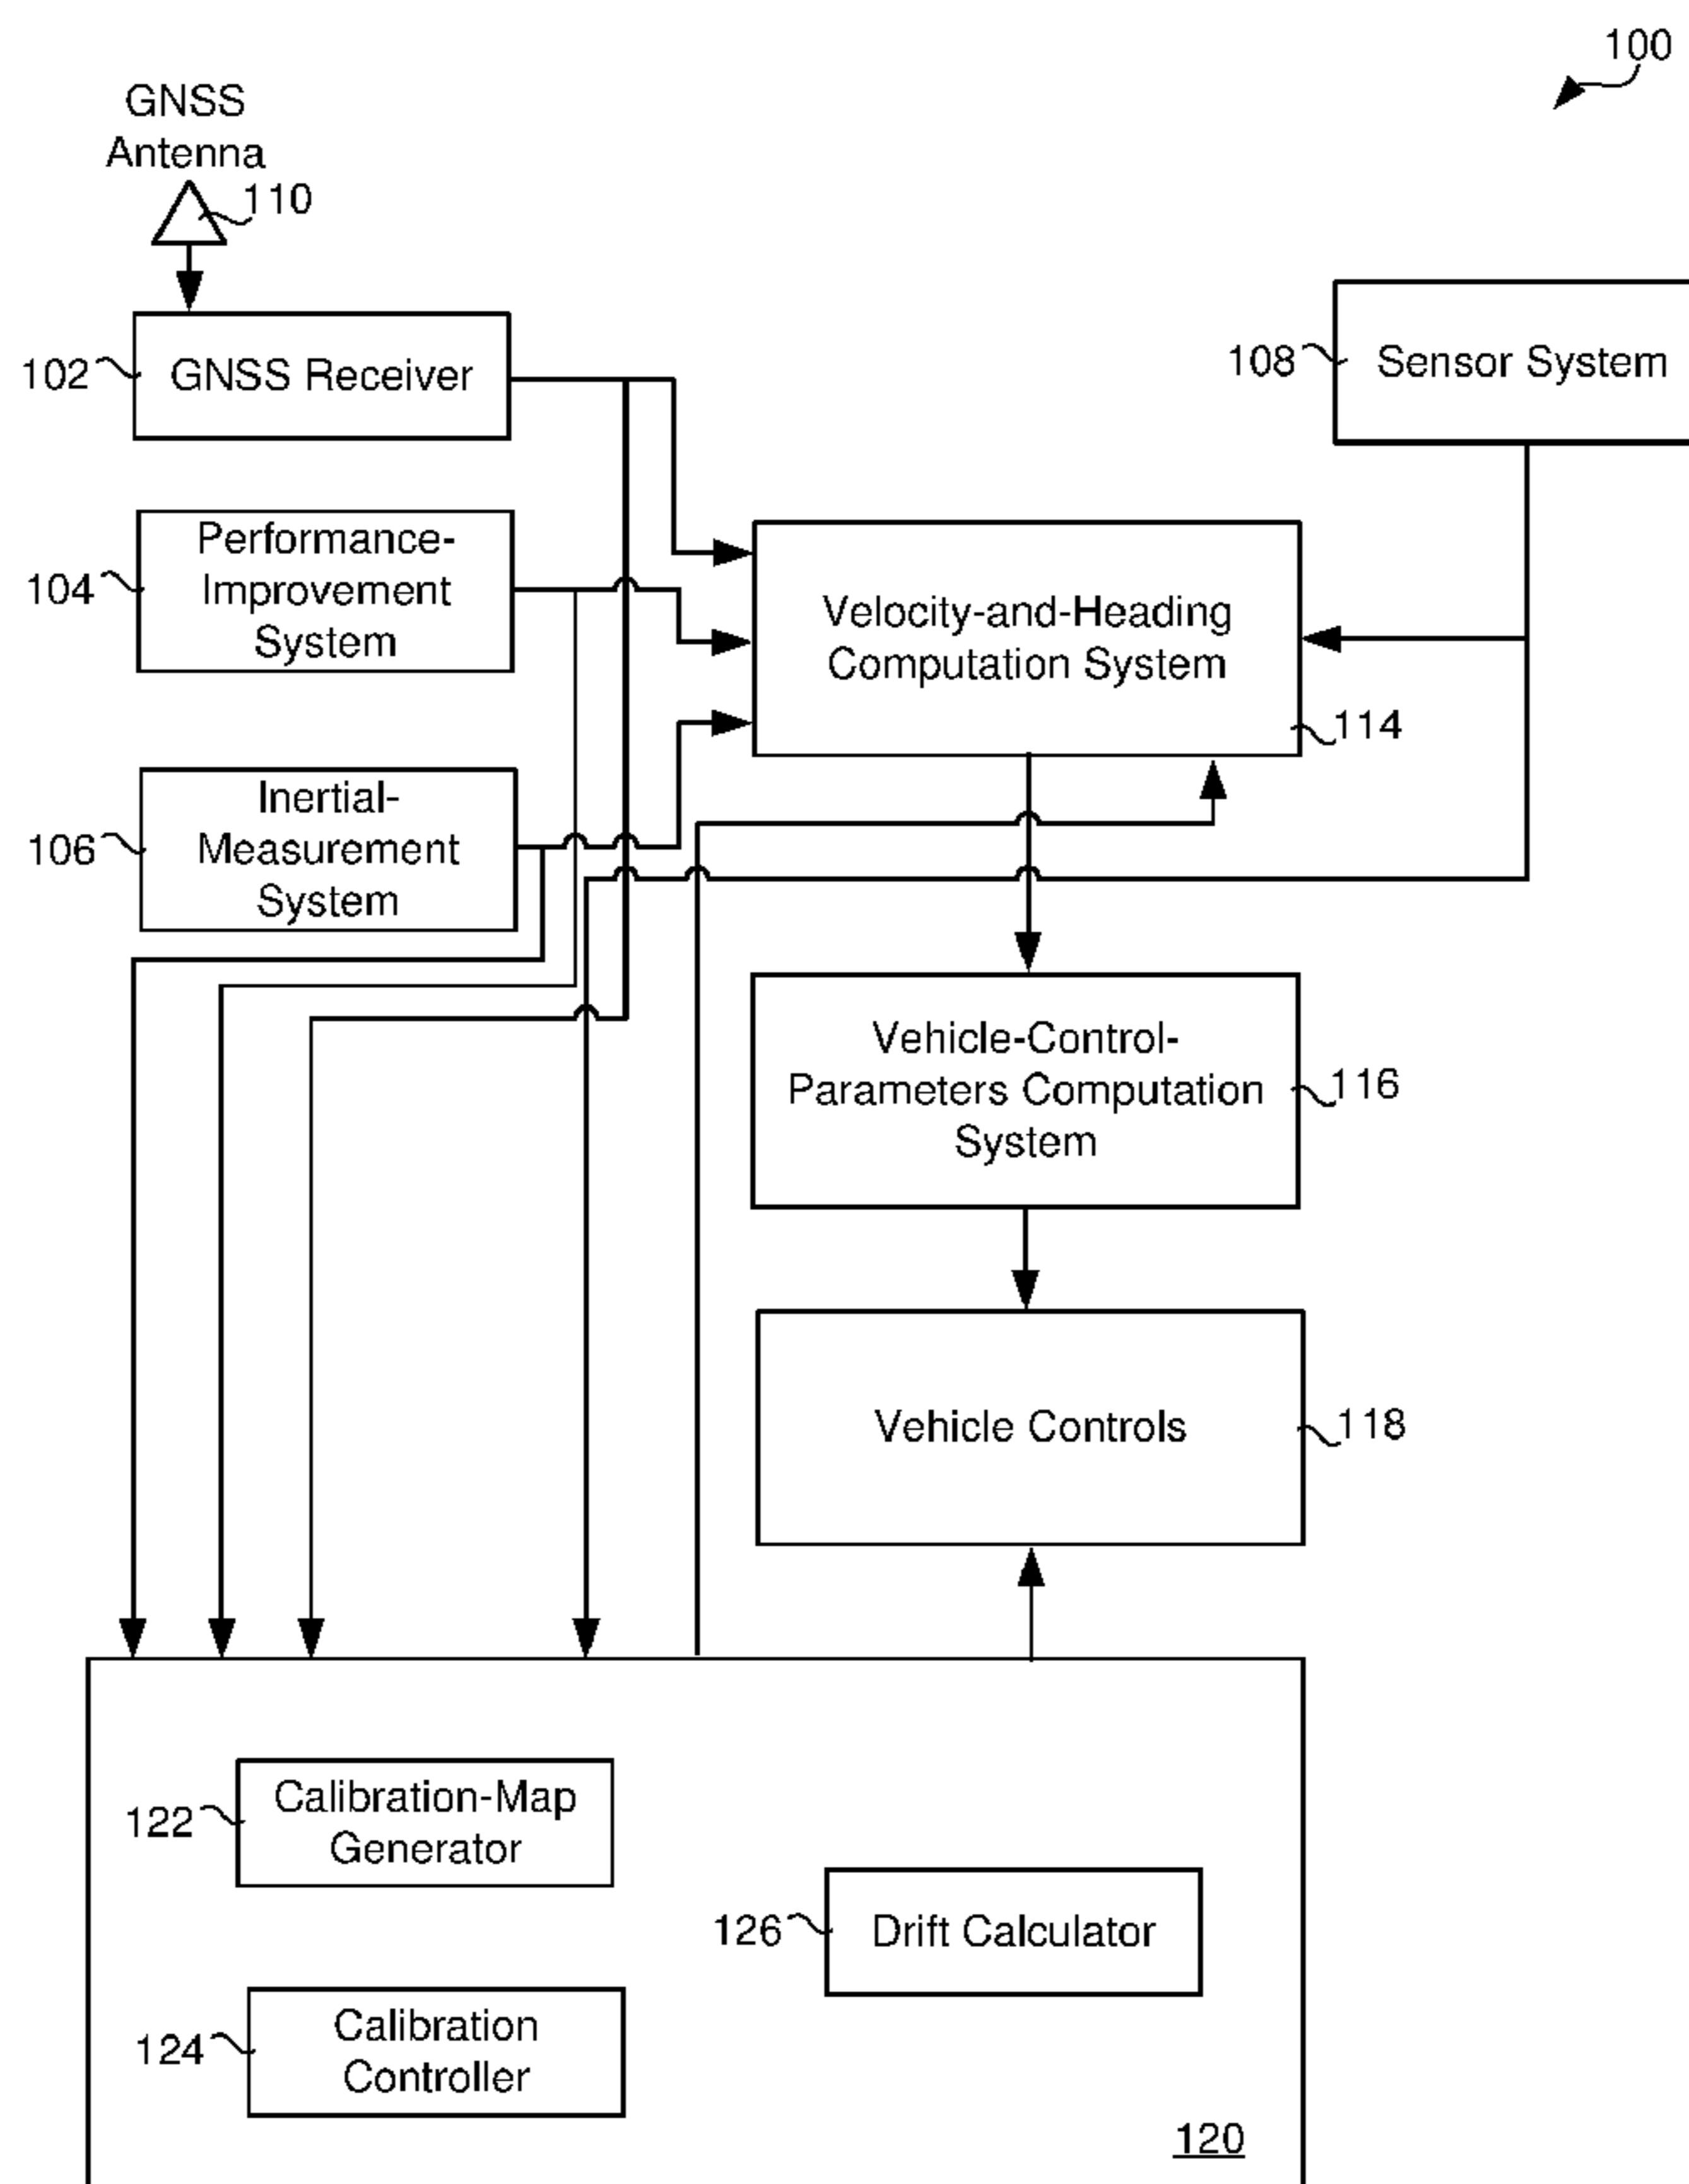 100
GNSS
Antenna
110
102
GNSS Receiver
108
Sensor System
104
Performance-
Improvement
System
Velocity-and-Heading
Computation System
114
106
Inertial-
Measurement
System
Vehicle-Control-
Parameters Computation
System
116
Vehicle Controls
118
122
Calibration-Map
Generator
126
Drift Calculator
124
Calibration
Controller
120